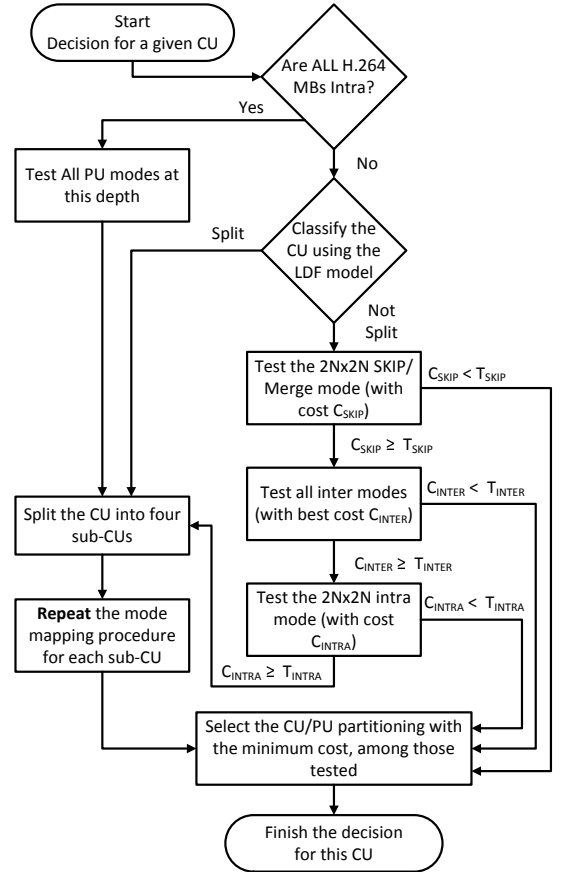 Start
Decision for a given CU
Are ALL H.264
MBs Intra?
Yes
No
Test All PU modes at
this depth
Classify the
CU using the
LDF model
Split
Not
Split
Test the 2Nx2N SKIP/
Merge mode (with
cost CSKIP)
CSKIP < TSKIP
CSKIP ≥ TSKIP
Test all inter modes
(with best cost CINTER)
CINTER < TINTER
CINTER ≥ TINTER
Split the CU into four
sub-CUs
Test the 2Nx2N intra
mode (with cost
CINTRA)
CINTRA < TINTRA
CINTRA ≥ TINTRA
Repeat the mode
mapping procedure
for each sub-CU
Select the CU/PU partitioning with
the minimum cost, among those
tested
Finish the decision
for this CU